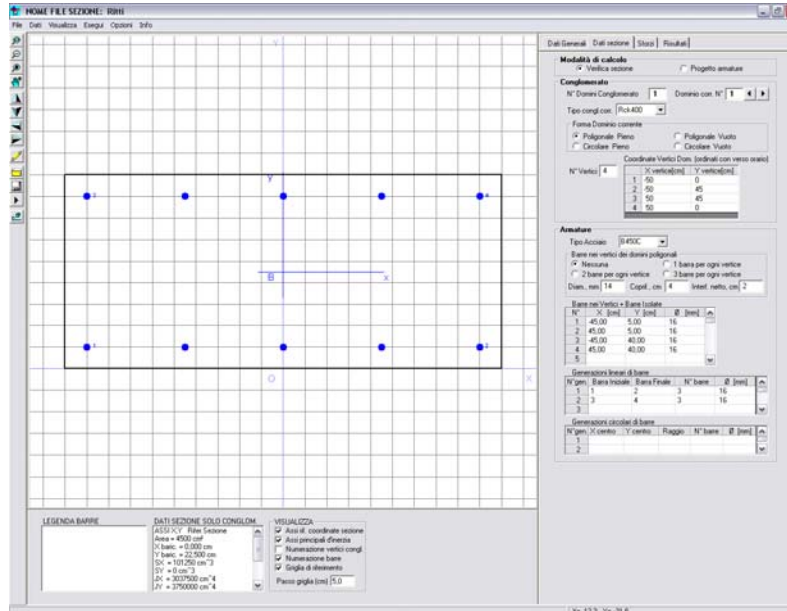 NOME FILE SEZIONE: Ritti
File Dati Visualizza Esegui Opzioni Info
Dati Generali Dati sezione Sforzi Risultati
Modalità di calcolo
Verifica sezione Progetto armature
Conglomerato
N° Domini Conglomerato 1 Dominio corr. N° 1
Tipo congl.corr. Rck400
Forma Dominio corrente
Poligonale Pieno Poligonale Vuoto
Circolare Pieno Circolare Vuoto
Coordinate Vertici Dom. (ordinati con verso orario)
N° Vertici 4
X vertice[cm] Y vertice[cm]
1 -50 0
2 -50 45
3 50 45
4 50 0
Armature
Tipo Acciaio B450C
Barre nei vertici dei domini poligonali
Nessuna 1 barra per ogni vertice
2 barre per ogni vertice 3 barre per ogni vertice
Diam., mm 14 Coprif., cm 4 Interf. netto, cm 2
Barre nei Vertici + Barre Isolate
N° X [cm] Y [cm] Ø [mm]
1 -45,00 5,00 16
2 45,00 5,00 16
3 -45,00 40,00 16
4 45,00 40,00 16
5
Generazioni lineari di barre
N°gen. Barra Iniziale Barra Finale N° barre Ø [mm]
1 1 2 3 16
2 3 4 3 16
3
Generazioni circolari di barre
N°gen. X centro Y centro Raggio N° barre Ø [mm]
1
2
Y
y
3
4
B
x
1
2
O
X
LEGENDA BARRE
DATI SEZIONE SOLO CONGLOM.
ASSI X,Y Rifer. Sezione
Area = 4500 cm²
X baric. = 0,000 cm
Y baric. = 22,500 cm
SX = 101250 cm^3
SY = 0 cm^3
JX = 3037500 cm^4
JY = 3750000 cm^4
VISUALIZZA
Assi rif. coordinate sezione
Assi principali d'inerzia
Numerazione vertici congl.
Numerazione barre
Griglia di riferimento
Passo griglia (cm) 5,0